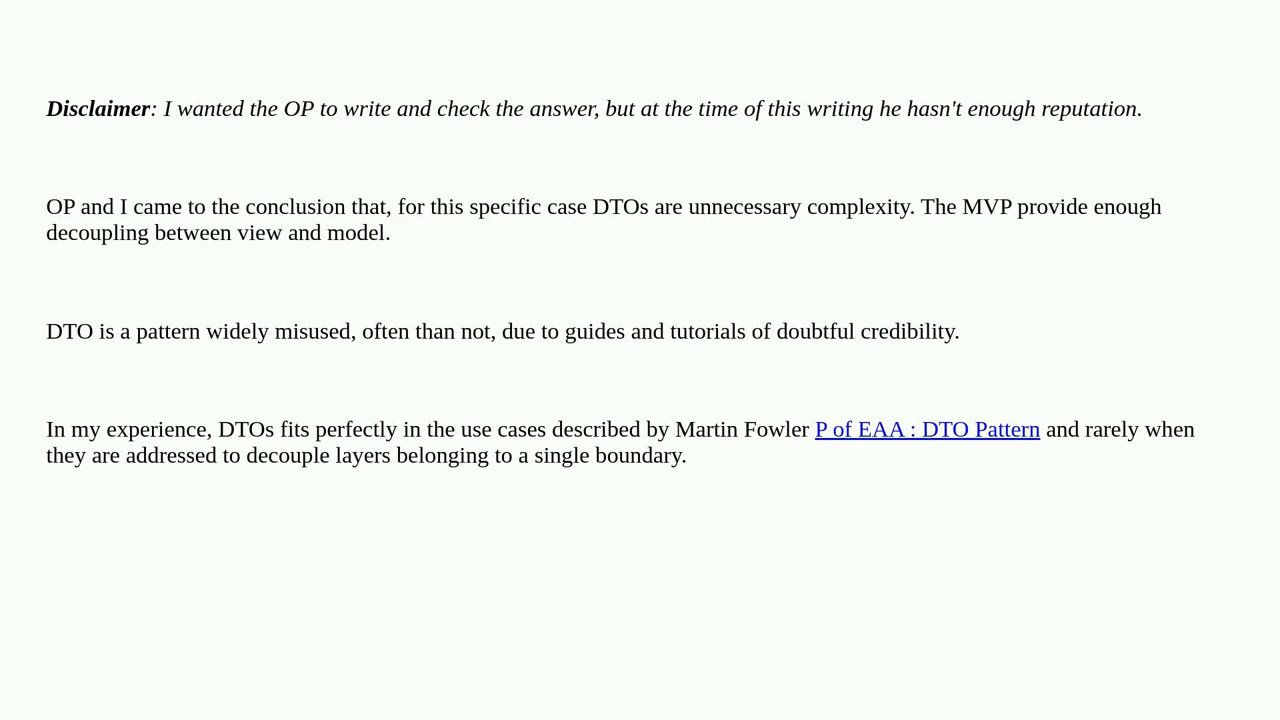 Disclaimer: I wanted the OP to write and check the answer, but at the time of this writing he hasn't enough reputation.
OP and I came to the conclusion that, for this specific case DTOs are unnecessary complexity. The MVP provide enough
decoupling between view and model.
DTO is a pattern widely misused, often than not, due to guides and tutorials of doubtful credibility.
In my experience, DTOs fits perfectly in the use cases described by Martin Fowler P of EAA : DTO Pattern and rarely when
they are addressed to decouple layers belonging to a single boundary.